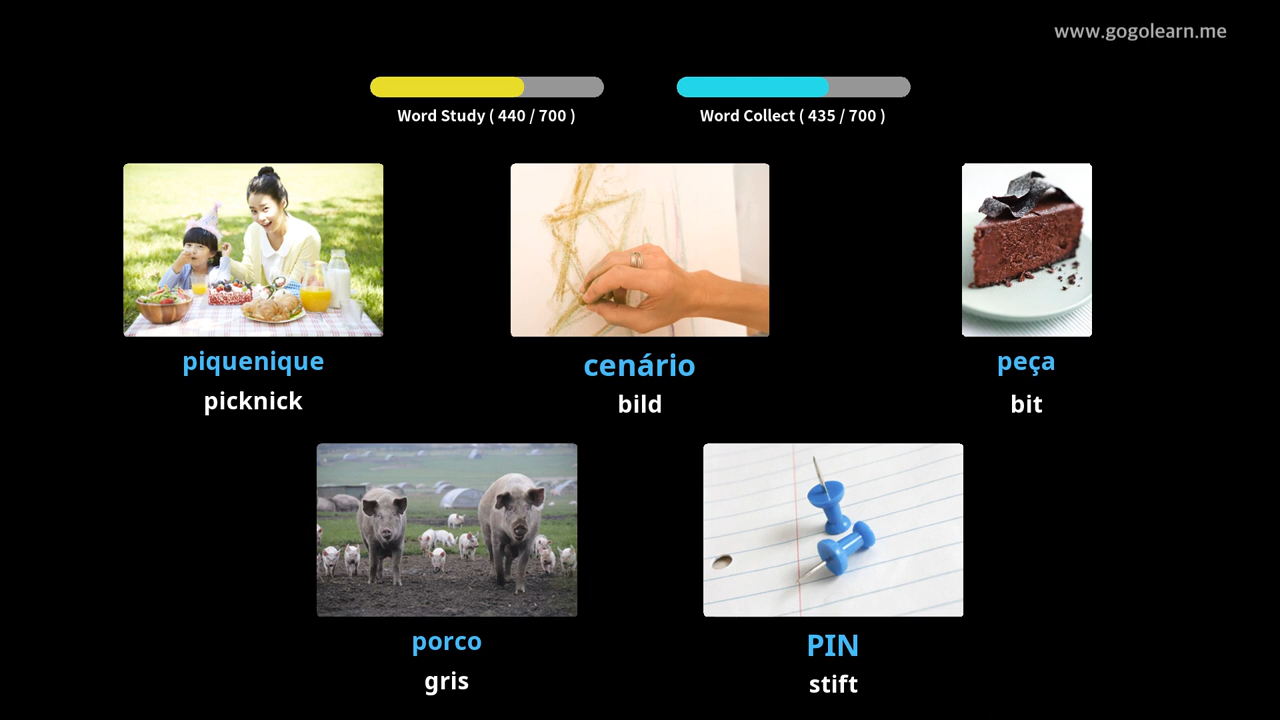 www.gogolearn.me
Word Study ( 440 / 700 )
Word Collect ( 435 / 700 )
piquenique
picknick
cenário
bild
peça
bit
porco
gris
PIN
stift